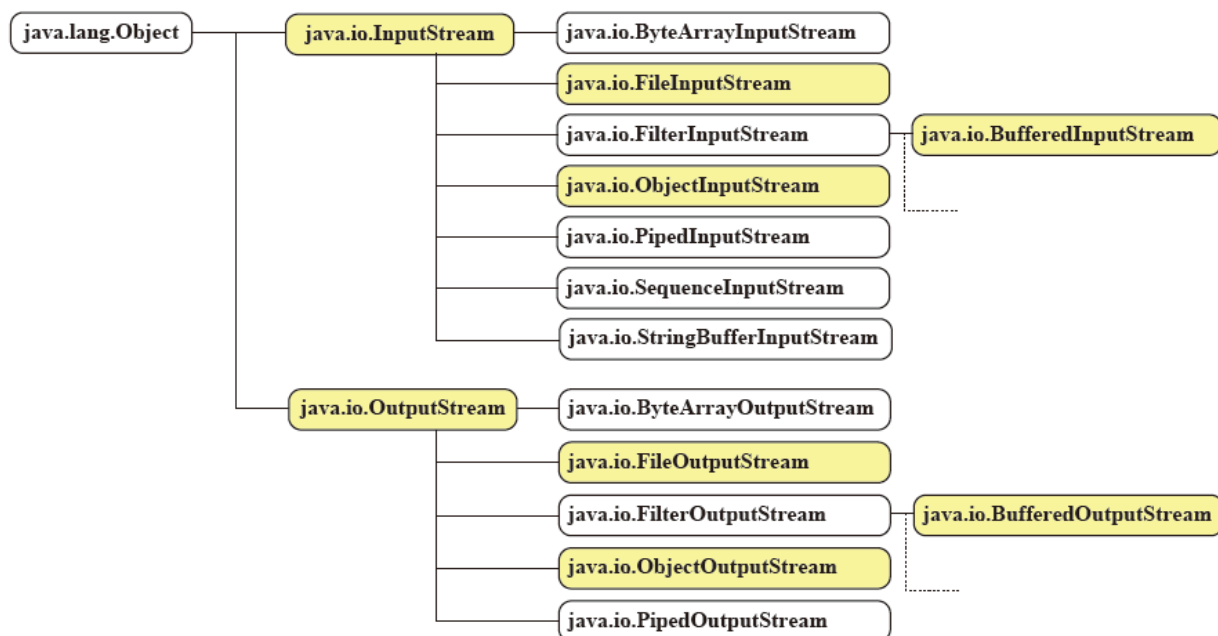 java.lang.Object
java.io.InputStream
java.io.ByteArrayInputStream
java.io.FileInputStream
java.io.FilterInputStream
java.io.BufferedInputStream
java.io.ObjectInputStream
java.io.PipedInputStream
java.io.SequenceInputStream
java.io.StringBufferInputStream
java.io.OutputStream
java.io.ByteArrayOutputStream
java.io.FileOutputStream
java.io.FilterOutputStream
java.io.BufferedOutputStream
java.io.ObjectOutputStream
java.io.PipedOutputStream